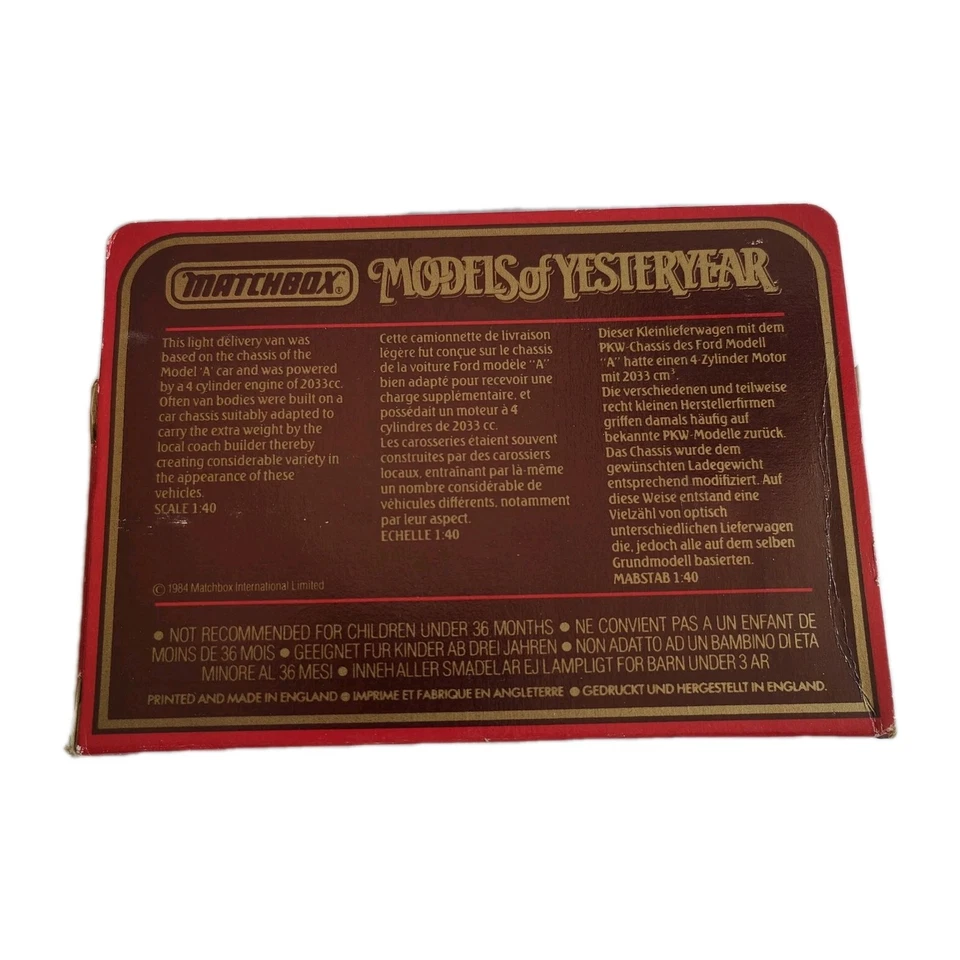 MATCHBOX ® MODELS of YESTERYEAR
This light delivery van was
based on the chassis of the
Model 'A' car and was powered
by a 4 cylinder engine of 2033cc.
Often van bodies were built on a
car chassis suitably adapted to
carry the extra weight by the
local coach builder thereby
creating considerable variety in
the appearance of these
vehicles.
SCALE 1:40
Cette camionnette de livraison
légère fut conçue sur le chassis
de la voiture Ford modèle "A"
bien adapté pour recevoir une
charge supplémentaire, et
possédait un moteur à 4
cylindres de 2033 cc.
Les carosseries étaient souvent
construites par des carossiers
locaux, entraînant par là-même
un nombre considérable de
véhicules différents, notamment
par leur aspect.
ECHELLE 1:40
Dieser Kleinlieferwagen mit dem
PKW-Chassis des Ford Modell
"A" hatte einen 4-Zylinder Motor
mit 2033 cm³.
Die verschiedenen und teilweise
recht kleinen Herstellerfirmen
griffen damals häufig auf
bekannte PKW-Modelle zurück.
Das Chassis wurde dem
gewünschten Ladegewicht
entsprechend modifiziert. Auf
diese Weise entstand eine
Vielzähl von optisch
unterschiedlichen Lieferwagen
die, jedoch alle auf dem selben
Grundmodell basierten.
MABSTAB 1:40
© 1984 Matchbox International Limited
• NOT RECOMMENDED FOR CHILDREN UNDER 36 MONTHS • NE CONVIENT PAS A UN ENFANT DE
MOINS DE 36 MOIS • GEEIGNET FUR KINDER AB DREI JAHREN • NON ADATTO AD UN BAMBINO DI ETA
MINORE AL 36 MESI • INNEHALLER SMADELAR EJ LAMPLIGT FOR BARN UNDER 3 AR
PRINTED AND MADE IN ENGLAND • IMPRIME ET FABRIQUE EN ANGLETERRE • GEDRUCKT UND HERGESTELLT IN ENGLAND.